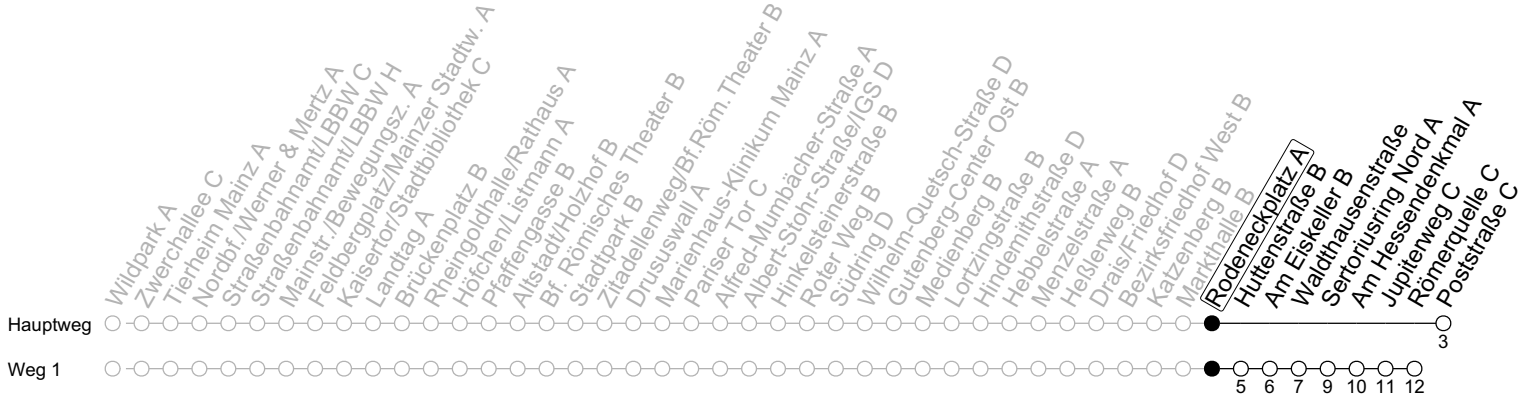 Wildpark A
Zwerchallee C
Tierheim Mainz A
Nordbf./Werner & Mertz A
Straßenbahnamt/LBBW C
Straßenbahnamt/LBBW H
Mainstr./Bewegungsz. A
Feldbergplatz/Mainzer Stadtw. A
Kaisertor/Stadtbibliothek C
Landtag A
Brückenplatz B
Rheingoldhalle/Rathaus A
Höfchen/Listmann A
Pfaffengasse B
Altstadt/Holzhof B
Bf. Römisches Theater B
Stadtpark B
Zitadellenweg/Bf.Röm.Theater B
Drususwall A
Marienhaus-Klinikum Mainz A
Pariser Tor C
Alfred-Mumbächer-Straße A
Albert-Stohr-Straße/IGS D
Hinkelsteinerstraße B
Roter Weg B
Südring D
Wilhelm-Quetsch-Straße D
Gutenberg-Center Ost B
Medienberg B
Lortzingstraße B
Hindemithstraße D
Hebbelstraße A
Menzelstraße A
Heßlerweg B
Drais/Friedhof D
Bezirksfriedhof West B
Katzenberg B
Markthalle B
Rodeneckplatz A
Huttenstraße B
Am Eiskeller B
Waldthausenstraße
Sertoriusring Nord A
Am Hessendenkmal A
Jupiterweg C
Römerquelle C
Poststraße C
Hauptweg
3
Weg 1
5 6 7 9 10 11 12